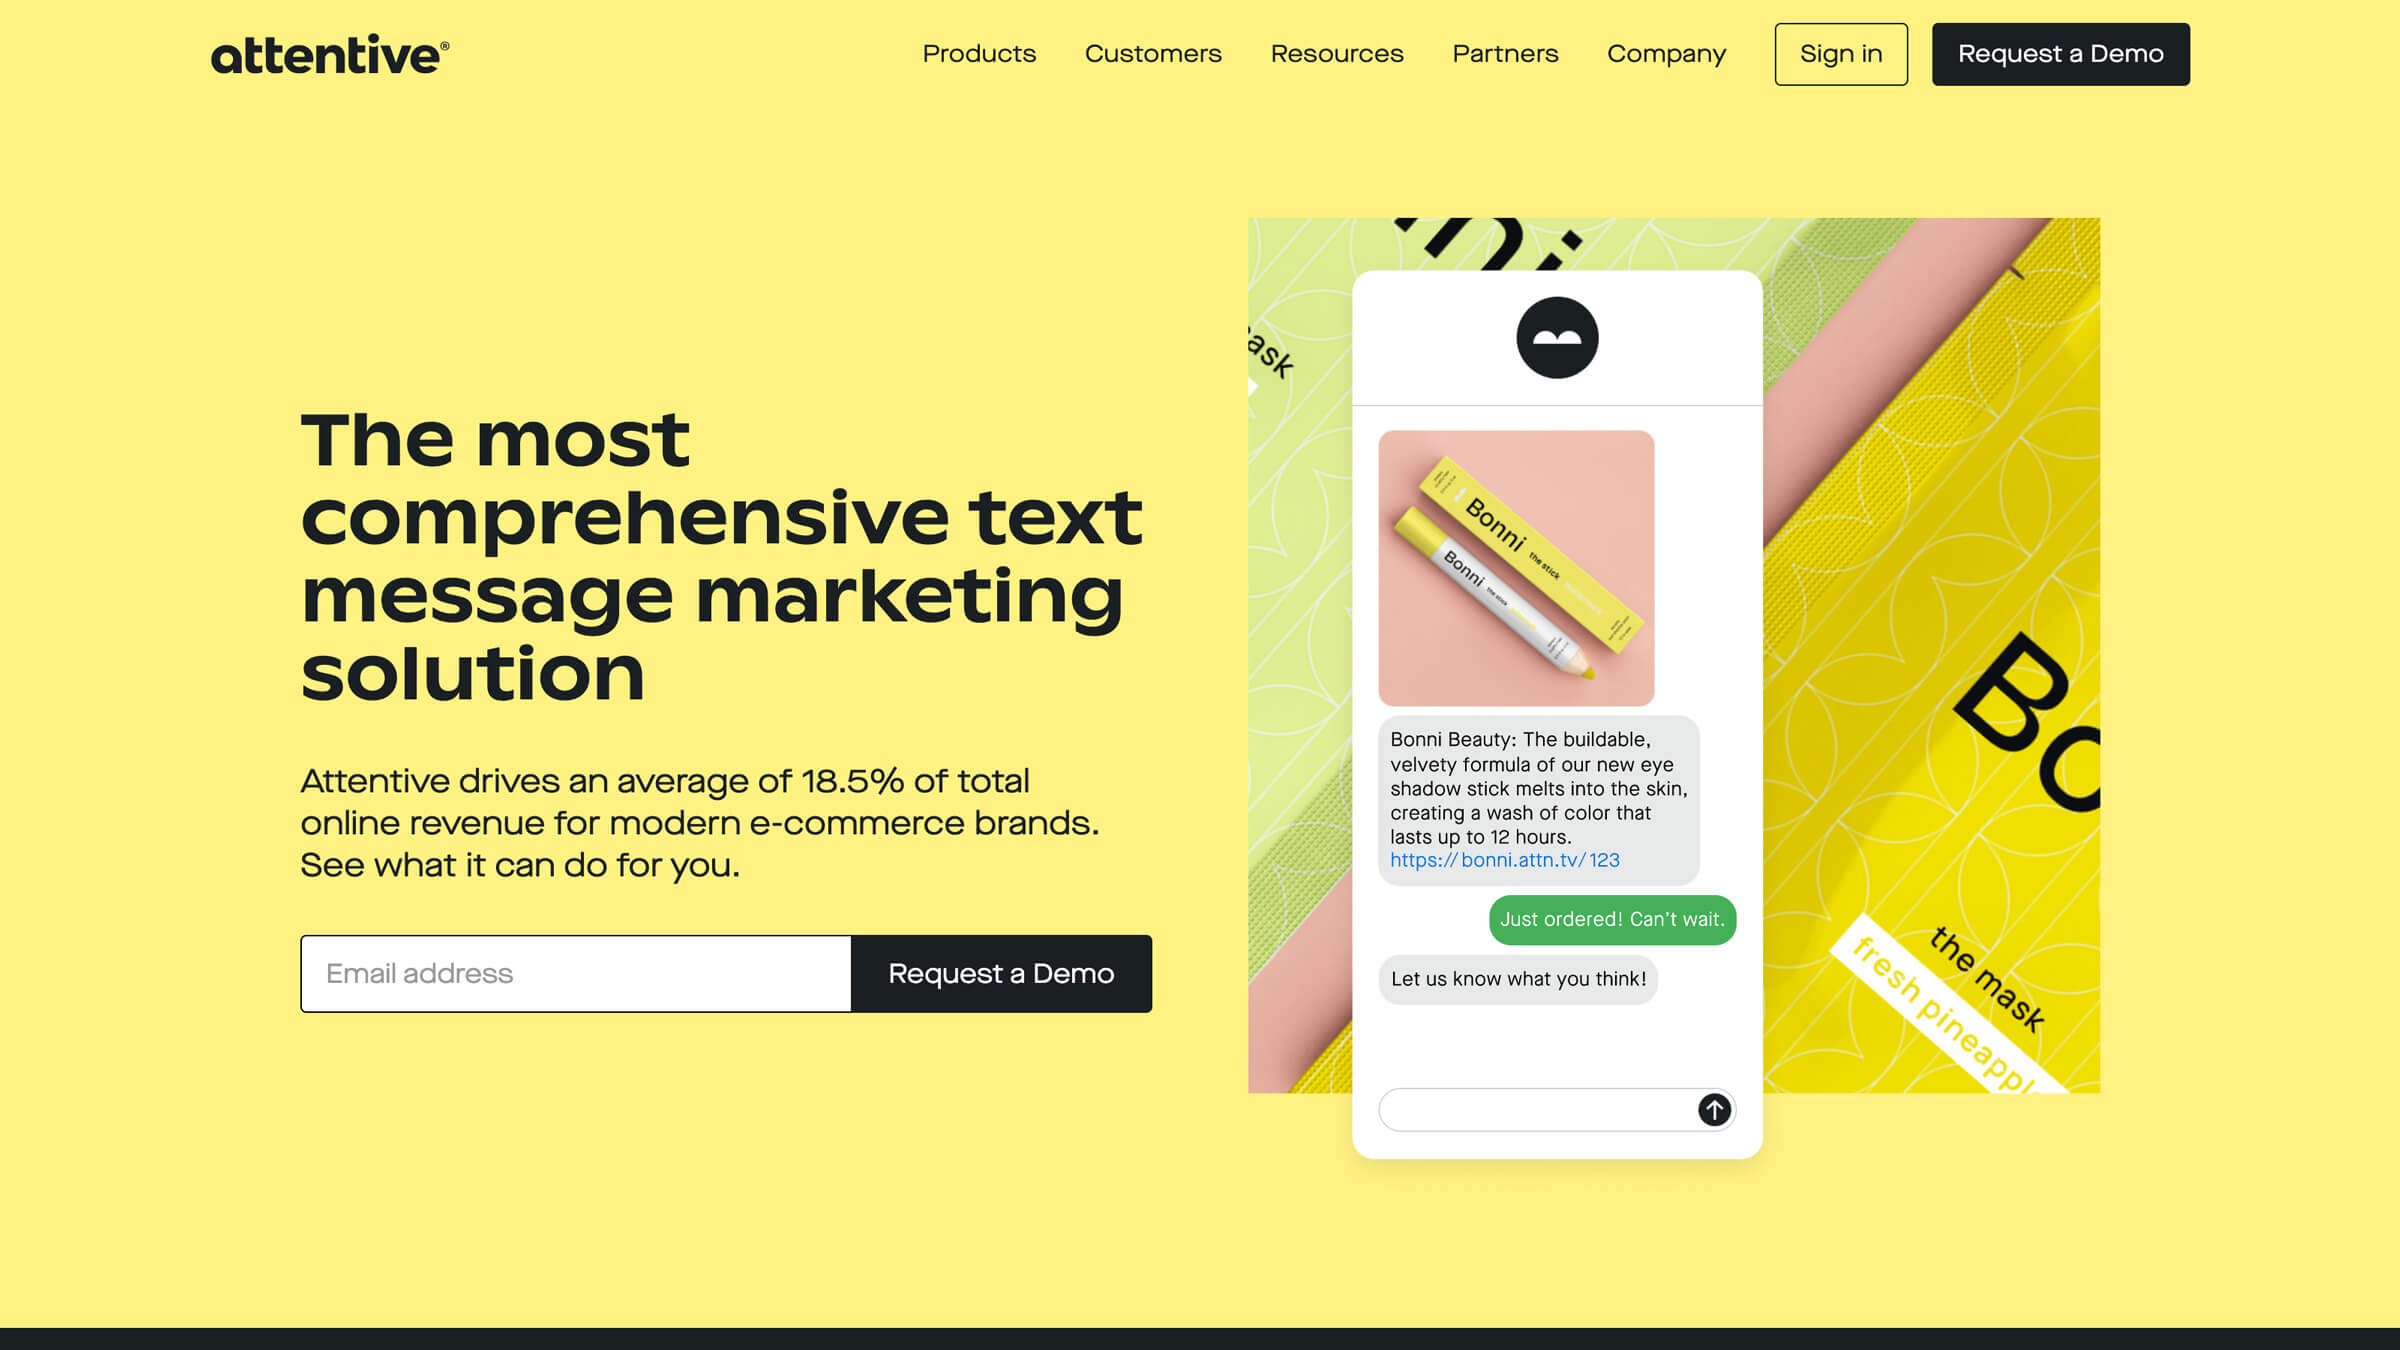 attentive®
Products Customers Resources Partners Company Sign in Request a Demo
The most
comprehensive text
message marketing
solution
Attentive drives an average of 18.5% of total
online revenue for modern e-commerce brands.
See what it can do for you.
Email address Request a Demo
ni
ask
Bonni the stick
Bonni the stick
Bonni Beauty: The buildable,
velvety formula of our new eye
shadow stick melts into the skin,
creating a wash of color that
lasts up to 12 hours.
https://bonni.attn.tv/123
Just ordered! Can't wait.
Let us know what you think!
Bo
the mask
fresh pineappl